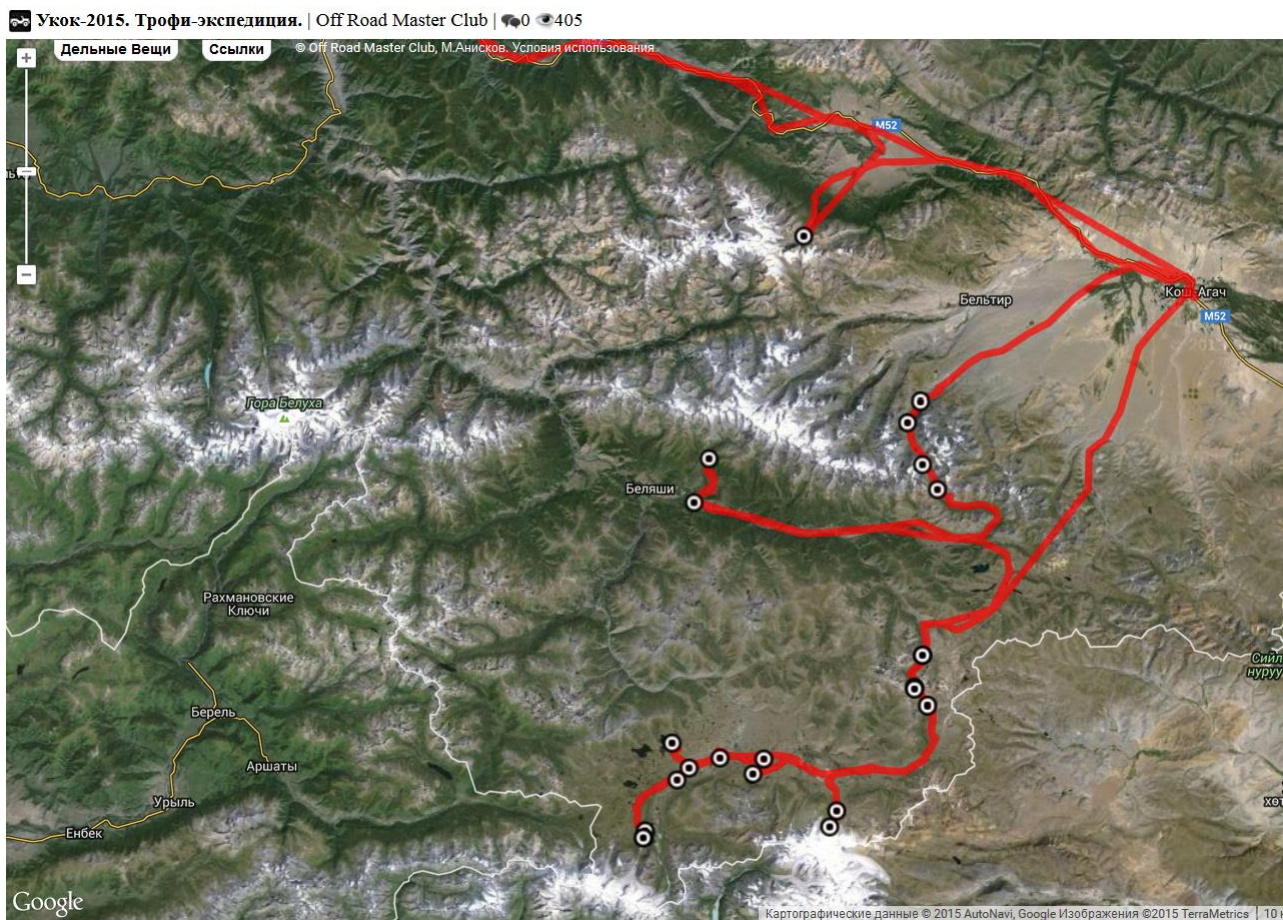 Укок-2015. Трофи-экспедиция. | Off Road Master Club | 0 405
Дельные Вещи
Ссылки
© Off Road Master Club, М.Анисков. Условия использования
M52
Бельтир
Кош-Агач
M52
Гора Белуха
Беляши
Рахмановские
Ключи
Сийл
нуруу
Берель
Аршаты
Урыль
Енбек
хөт
Google
Картографические данные © 2015 AutoNavi, Google Изображения ©2015 TerraMetrics | 10